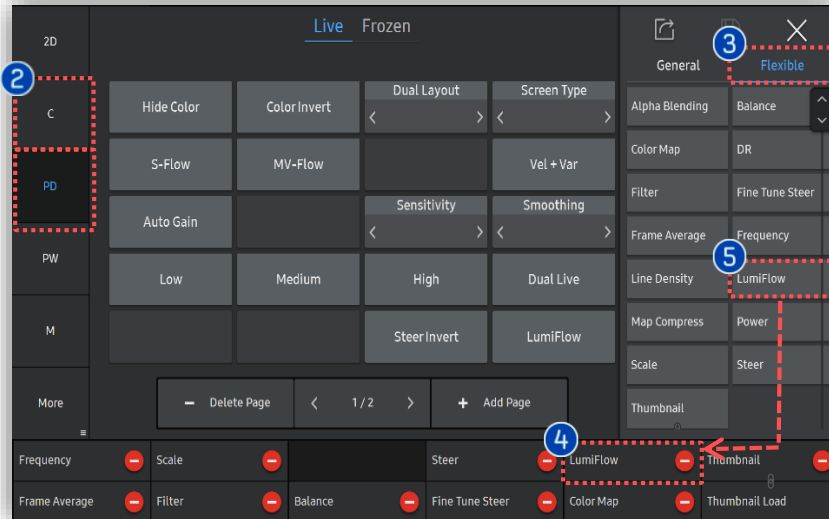 Live Frozen
2D
3
General Flexible
2
C
Hide Color Color Invert Dual Layout Screen Type
< > < >
Alpha Blending Balance
PD
S-Flow MV-Flow Vel + Var
Color Map DR
Auto Gain Sensitivity Smoothing
< > < >
Filter Fine Tune Steer
Frame Average Frequency
PW
Low Medium High Dual Live
5
Line Density LumiFlow
M
Steer Invert LumiFlow
Map Compress Power
Scale Steer
More
− Delete Page < 1/2 > + Add Page
Thumbnail
4
Frequency Scale Steer LumiFlow Thumbnail
Frame Average Filter Balance Fine Tune Steer Color Map Thumbnail Load